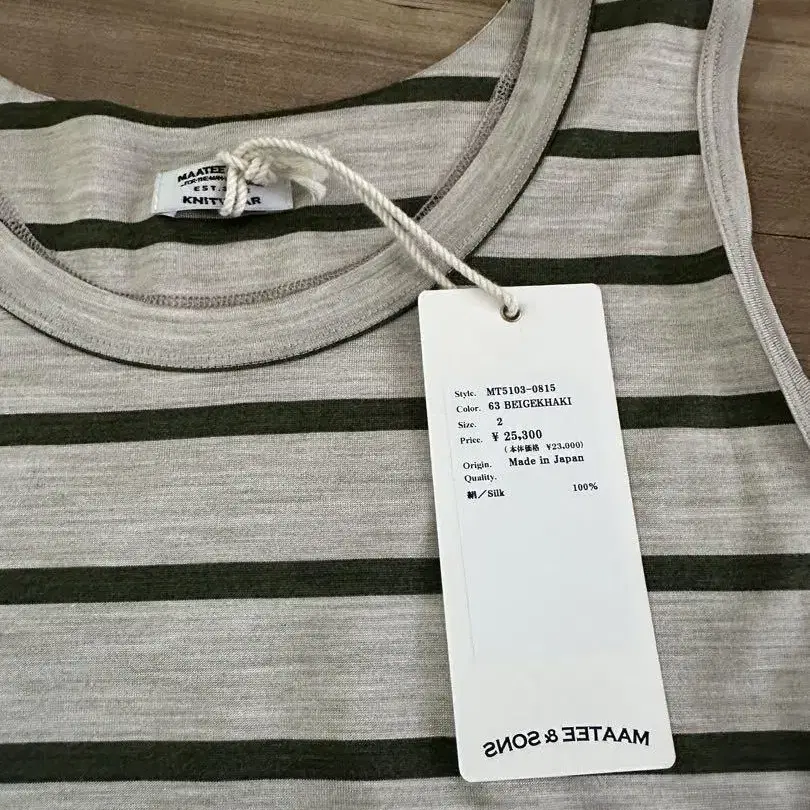 MAATEE
EST.
KNITWEAR
Style. MT5103-0815
Color. 63 BEIGEKHAKI
Size. 2
Price. ¥ 25,300
(本体価格 ¥23,000)
Origin. Made in Japan
Quality.
絹/Silk 100%
MAATEE & SONS